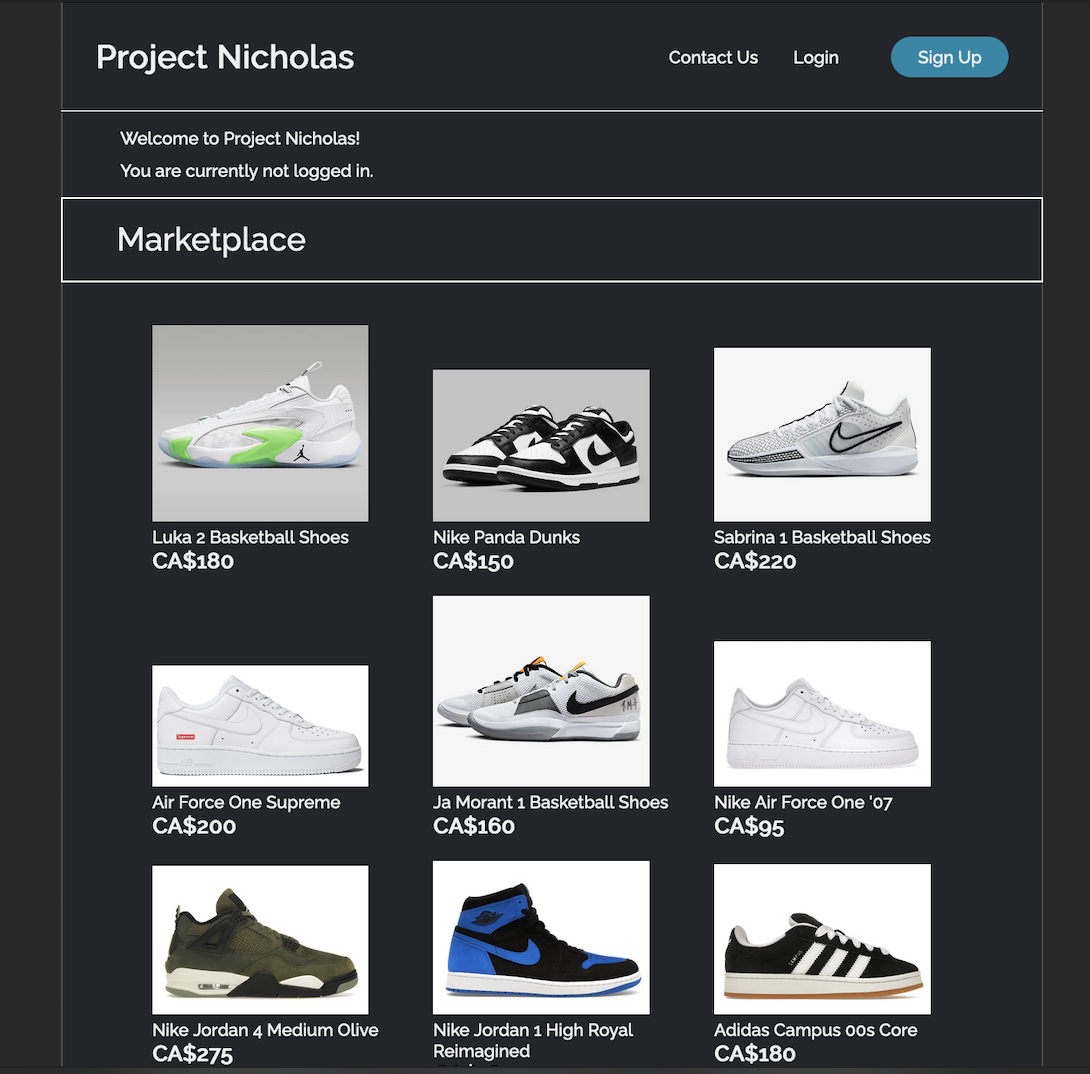 Project Nicholas
Contact Us
Login
Sign Up
Welcome to Project Nicholas!
You are currently not logged in.
Marketplace
Luka 2 Basketball Shoes
CA$180
Nike Panda Dunks
CA$150
Sabrina 1 Basketball Shoes
CA$220
Supreme
Air Force One Supreme
CA$200
Ja Morant 1 Basketball Shoes
CA$160
Nike Air Force One '07
CA$95
Nike Jordan 4 Medium Olive
CA$275
Nike Jordan 1 High Royal
Reimagined
CAMPUS
Adidas Campus 00s Core
CA$180